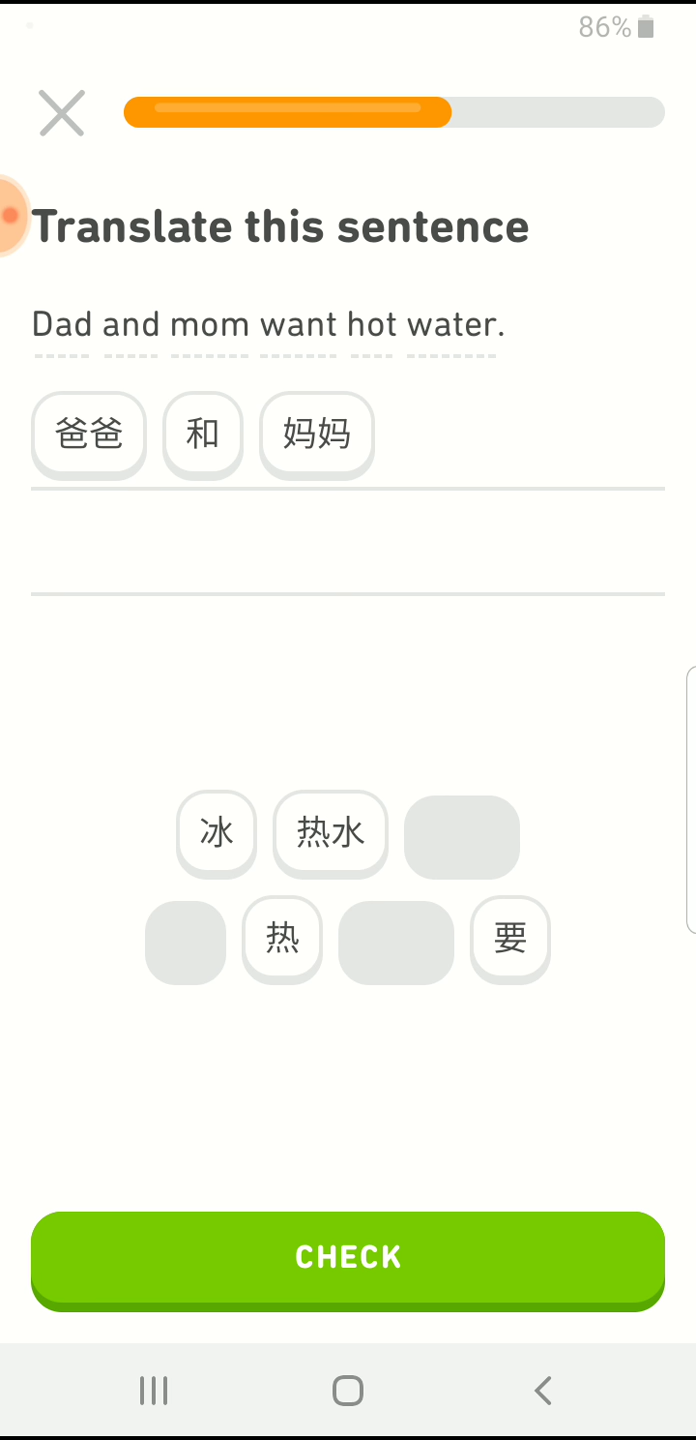 86%
Translate this sentence
Dad and mom want hot water.
爸爸 和 妈妈
冰 热水
热 要
CHECK